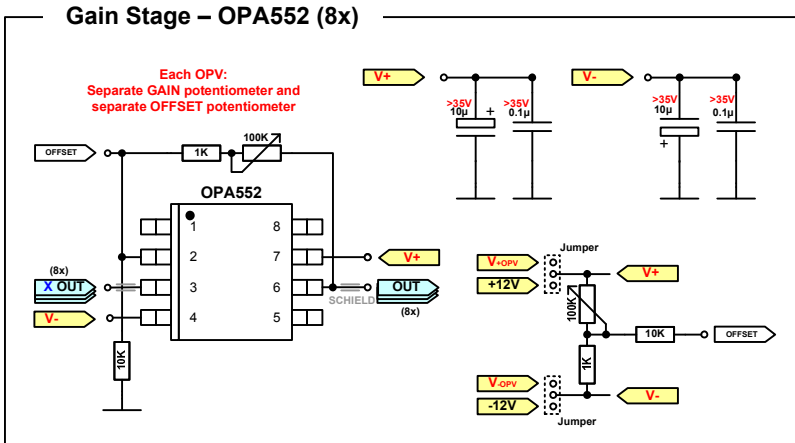 Gain Stage – OPA552 (8x)
Each OPV:
Separate GAIN potentiometer and
separate OFFSET potentiometer
V+
>35V
10µ
+
>35V
0.1µ
V-
>35V
10µ
+
>35V
0.1µ
OFFSET
1K
100K
OPA552
1
2
3
4
8
7
6
5
(8x)
X OUT
V-
10K
V+
SCHIELD
OUT
(8x)
Jumper
V+OPV
+12V
V+
100K
10K
OFFSET
1K
V-OPV
-12V
V-
Jumper